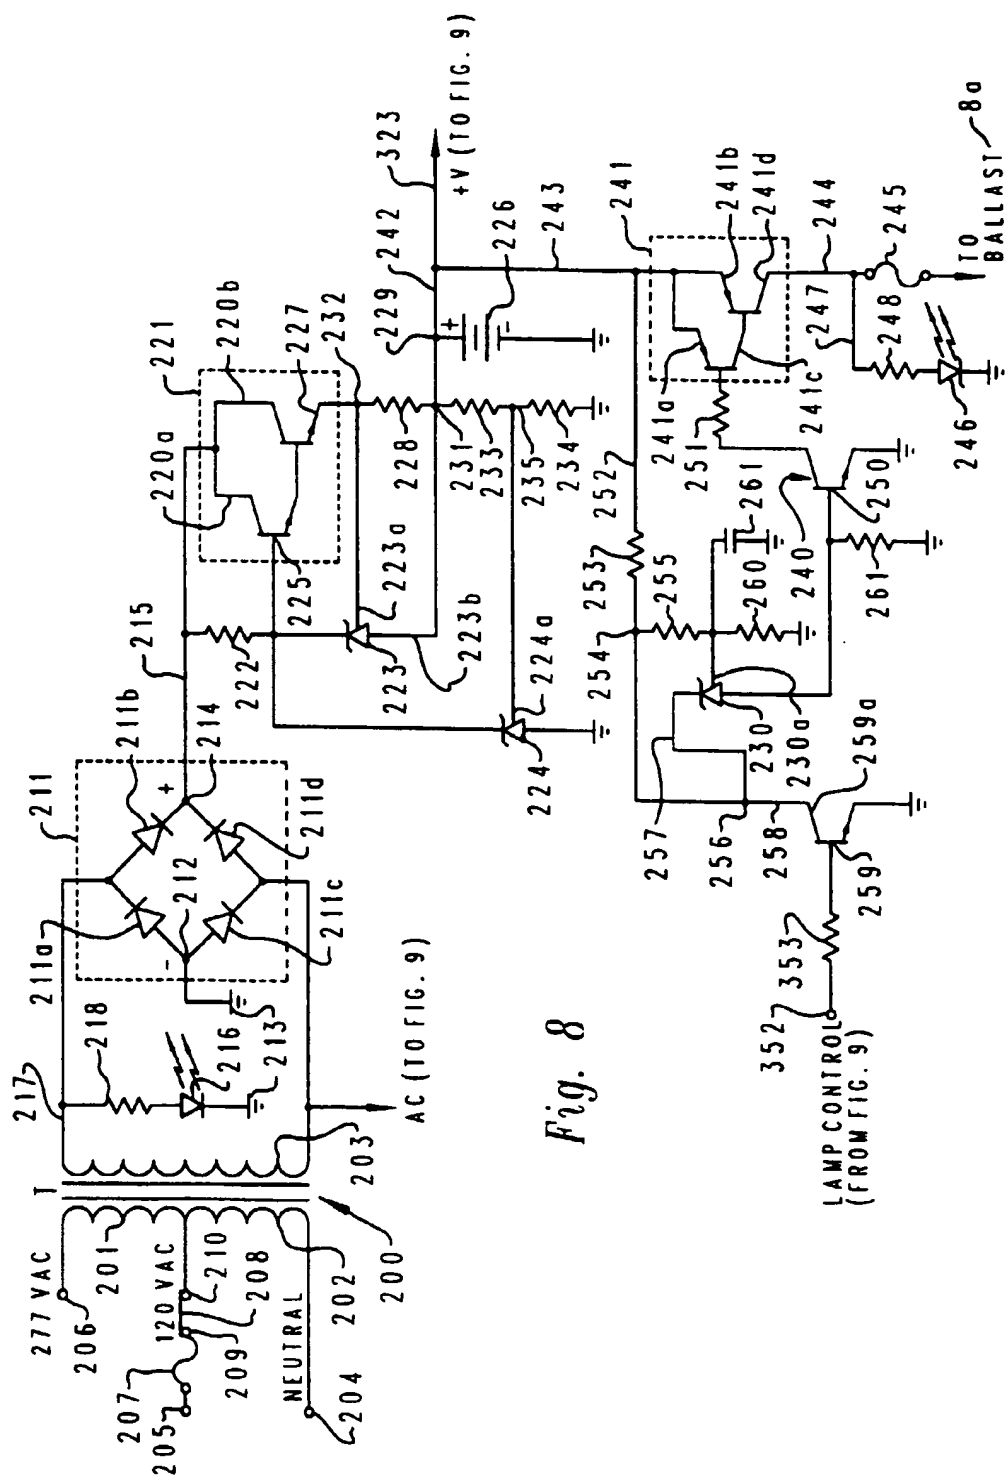 277 VAC
206
201
207
120 VAC
205
209
210
208
NEUTRAL
202
204
200
T
217
218
216
213
203
AC (TO FIG. 9)
211
211a
211b
-
+
212
214
211d
211c
215
221
220a
220b
222
225
227
223a
223
223b
232
228
229
242
323
+V (TO FIG. 9)
+
-
226
231
233
235
234
224a
224
243
241
241a
241b
241d
241c
251
252
253
254
255
261
260
240
250
261
257
230
230a
256
258
259a
259
353
352
LAMP CONTROL
(FROM FIG. 9)
244
247
248
245
246
TO
BALLAST
8a
Fig. 8